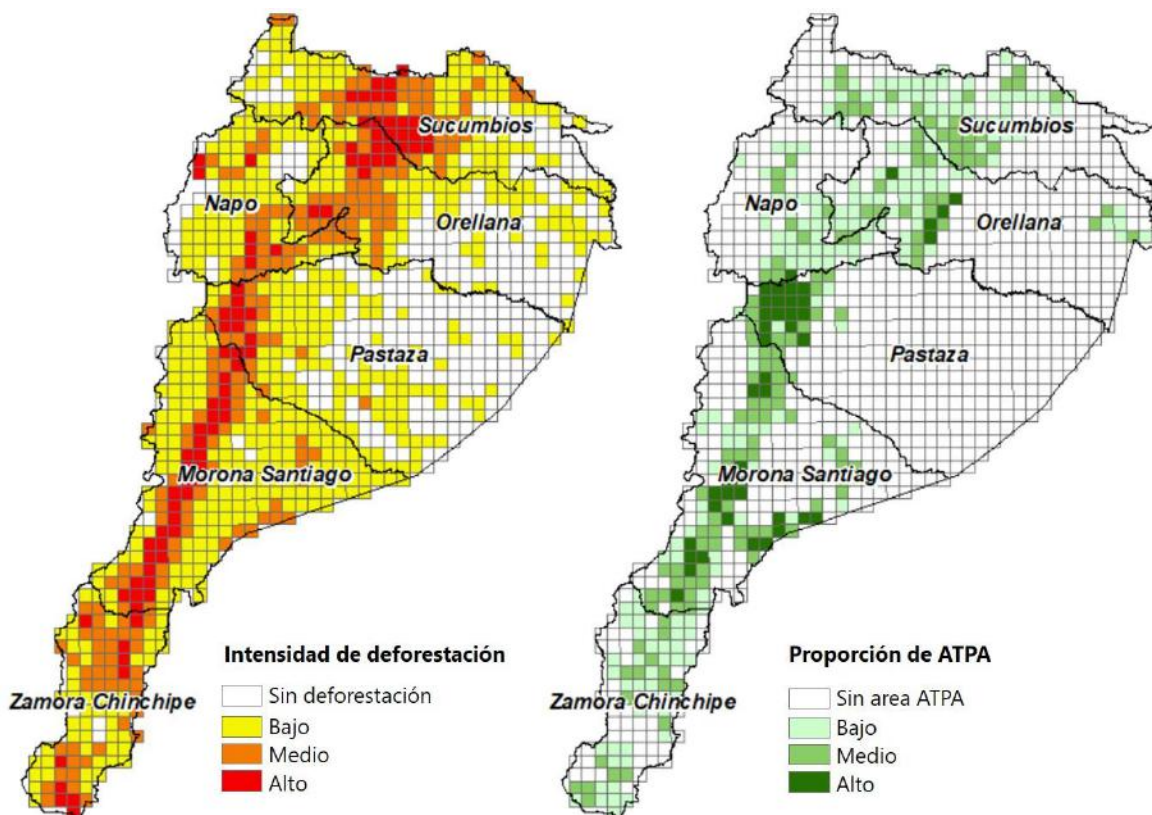 Sucumbios
Napo
Orellana
Pastaza
Morona Santiago
Zamora Chinchipe
Intensidad de deforestación
Sin deforestación
Bajo
Medio
Alto
Sucumbios
Napo
Orellana
Pastaza
Morona Santiago
Zamora Chinchipe
Proporción de ATPA
Sin area ATPA
Bajo
Medio
Alto